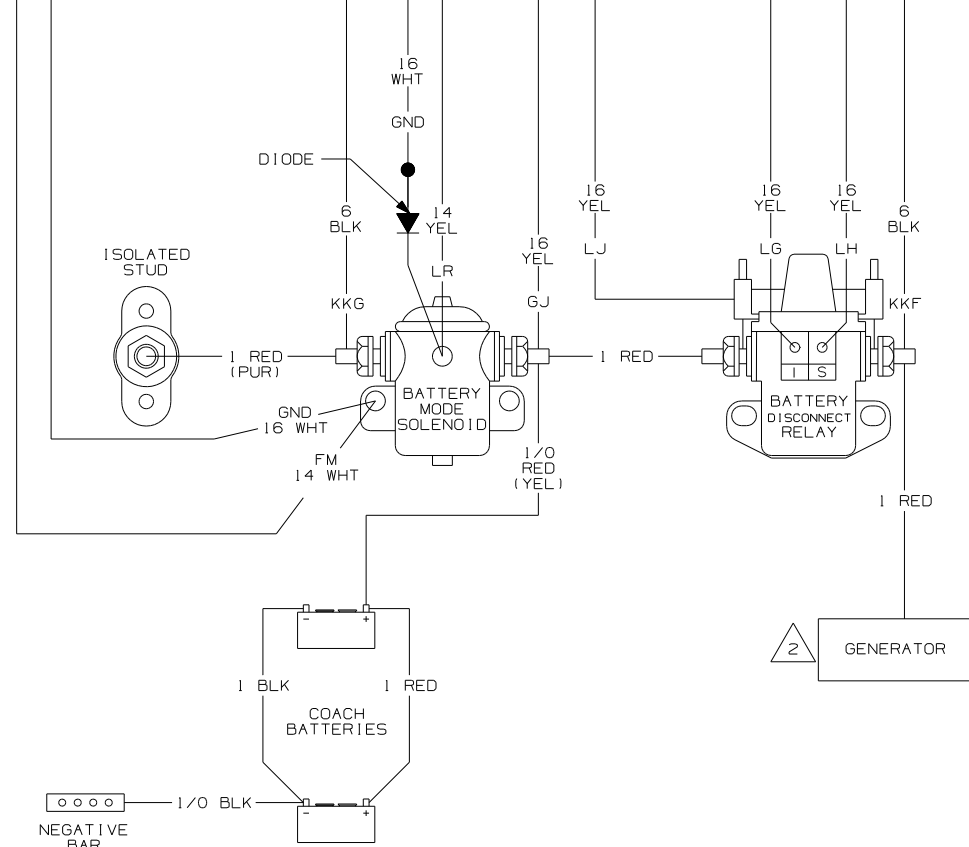 16
WHT
GND
DIODE
6
BLK
14
YEL
LR
KKG
16
YEL
GJ
16
YEL
LJ
16
YEL
LG
16
YEL
LH
6
BLK
KKF
ISOLATED
STUD
1 RED
(PUR)
1 RED
I S
BATTERY
MODE
SOLENOID
BATTERY
DISCONNECT
RELAY
GND
16 WHT
FM
14 WHT
1/0
RED
(YEL)
1 RED
2
GENERATOR
- +
1 BLK
1 RED
COACH
BATTERIES
1/0 BLK
- +
NEGATIVE
BAR